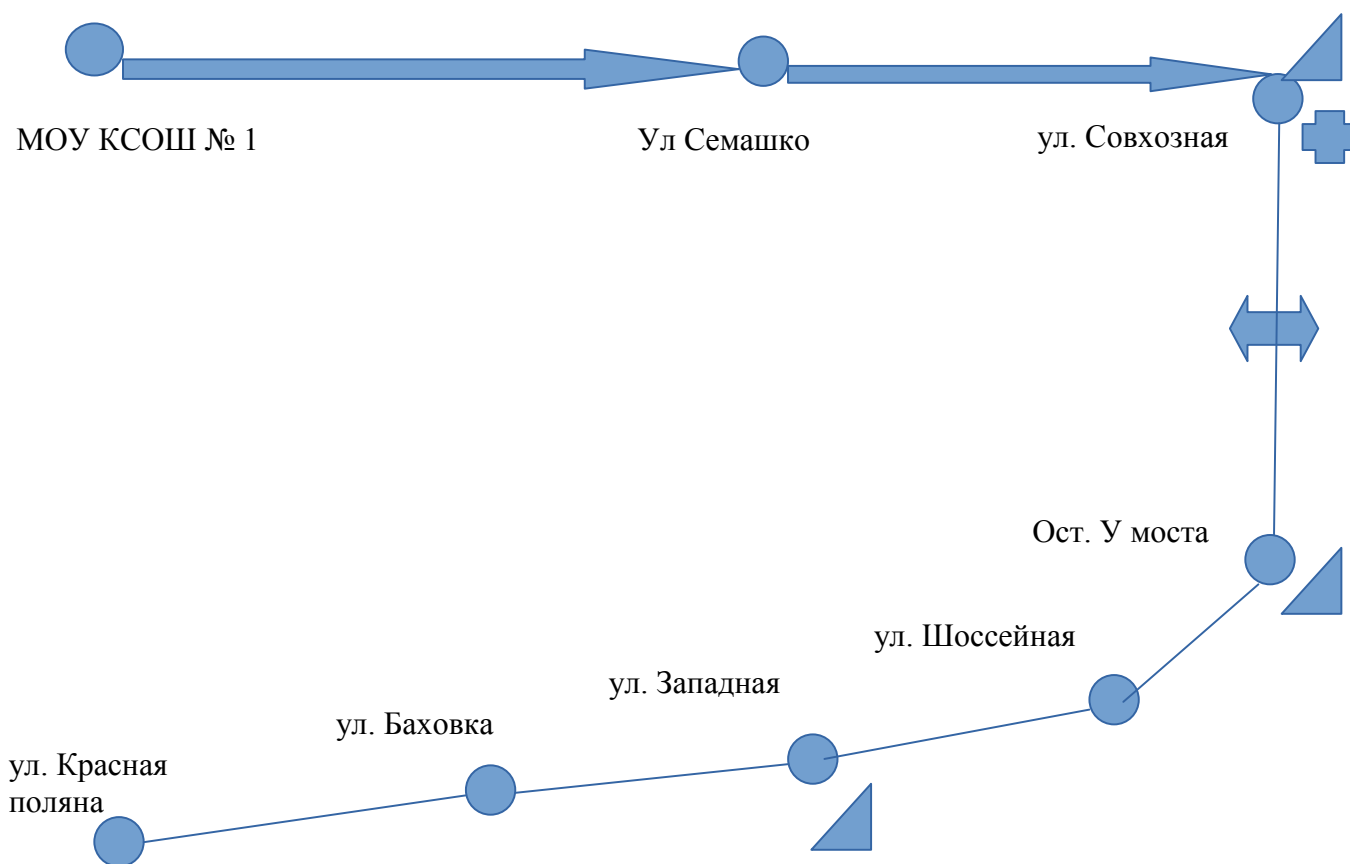 МОУ КСОШ № 1
Ул Семашко
ул. Совхозная
Ост. У моста
ул. Шоссейная
ул. Западная
ул. Баховка
ул. Красная
поляна